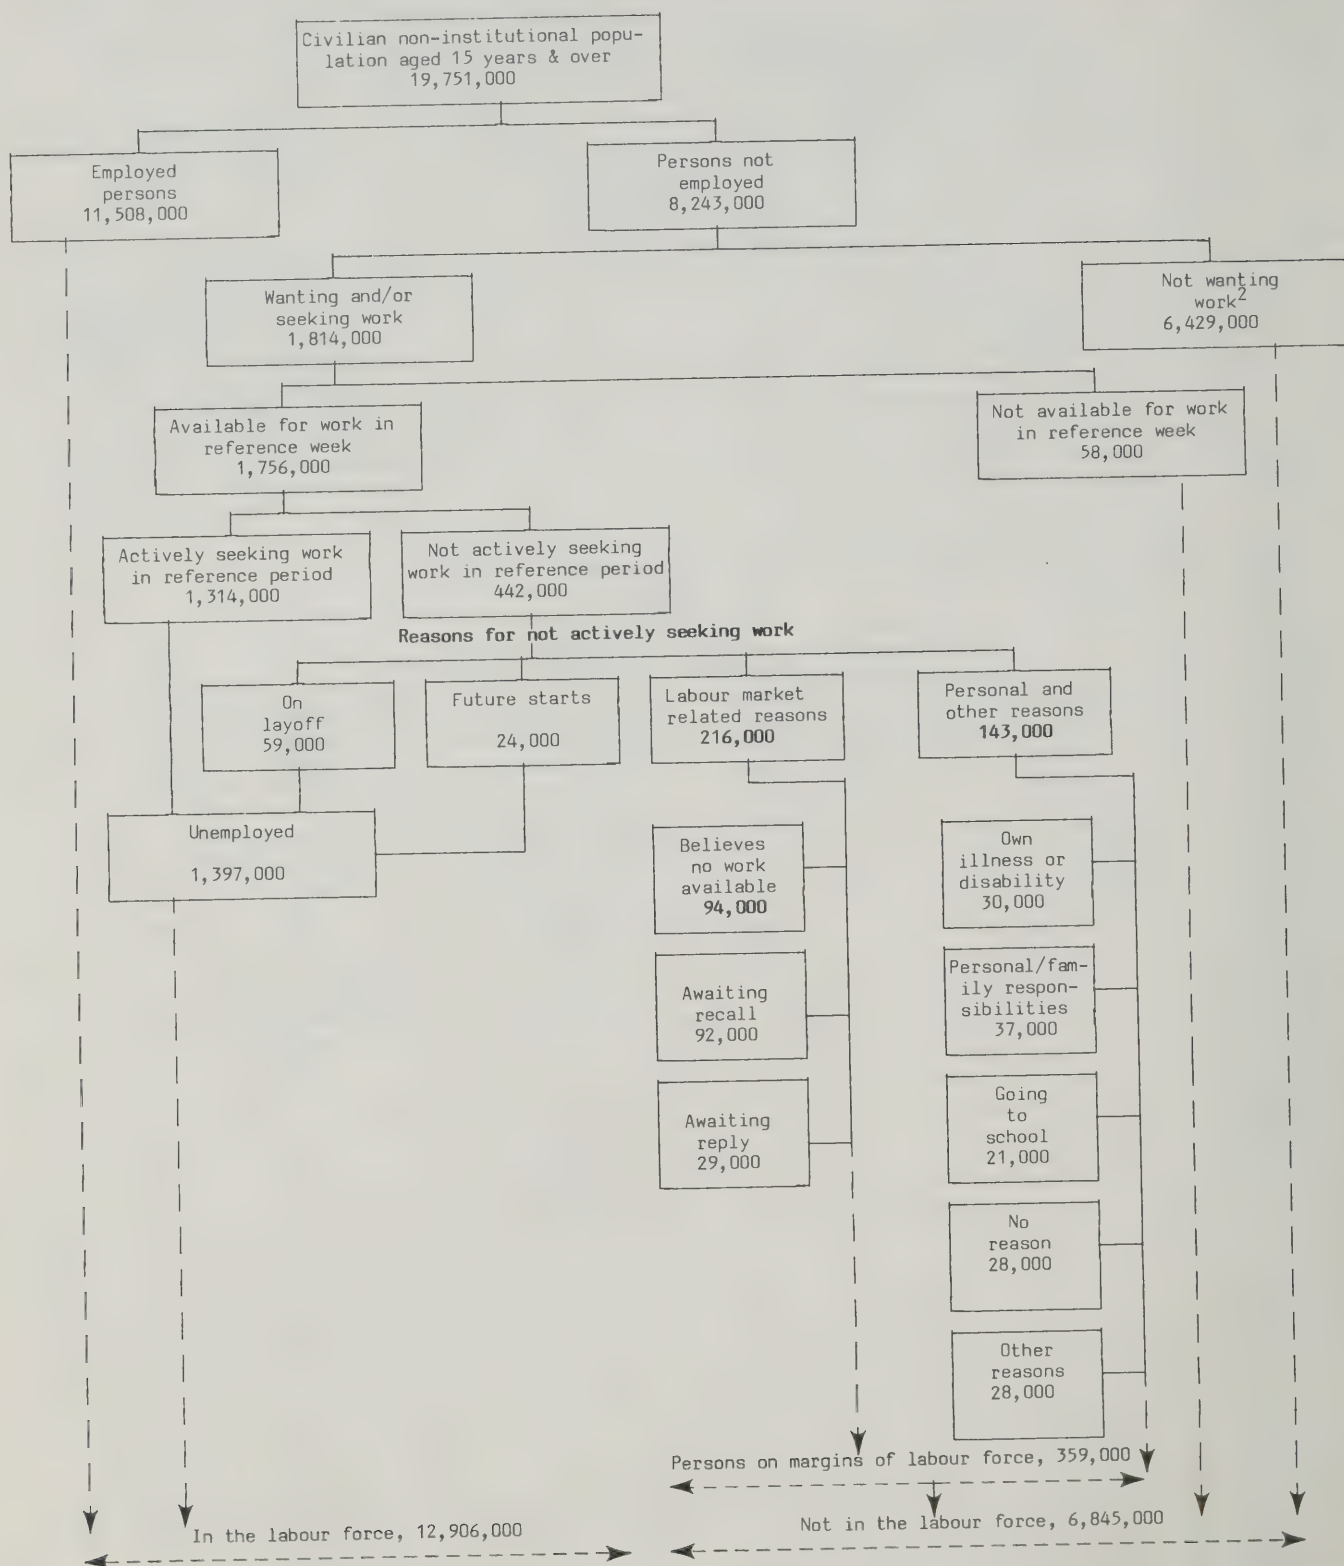 Civilian non-institutional popu-
lation aged 15 years & over
19,751,000
Employed
persons
11,508,000
Persons not
employed
8,243,000
Wanting and/or
seeking work
1,814,000
Not wanting
work²
6,429,000
Available for work in
reference week
1,756,000
Not available for work
in reference week
58,000
Actively seeking work
in reference period
1,314,000
Not actively seeking
work in reference period
442,000
Reasons for not actively seeking work
On
layoff
59,000
Future starts
24,000
Labour market
related reasons
216,000
Personal and
other reasons
143,000
Unemployed
1,397,000
Believes
no work
available
94,000
Awaiting
recall
92,000
Awaiting
reply
29,000
Own
illness or
disability
30,000
Personal/fam-
ily respon-
sibilities
37,000
Going
to
school
21,000
No
reason
28,000
Other
reasons
28,000
Persons on margins of labour force, 359,000
In the labour force, 12,906,000
Not in the labour force, 6,845,000